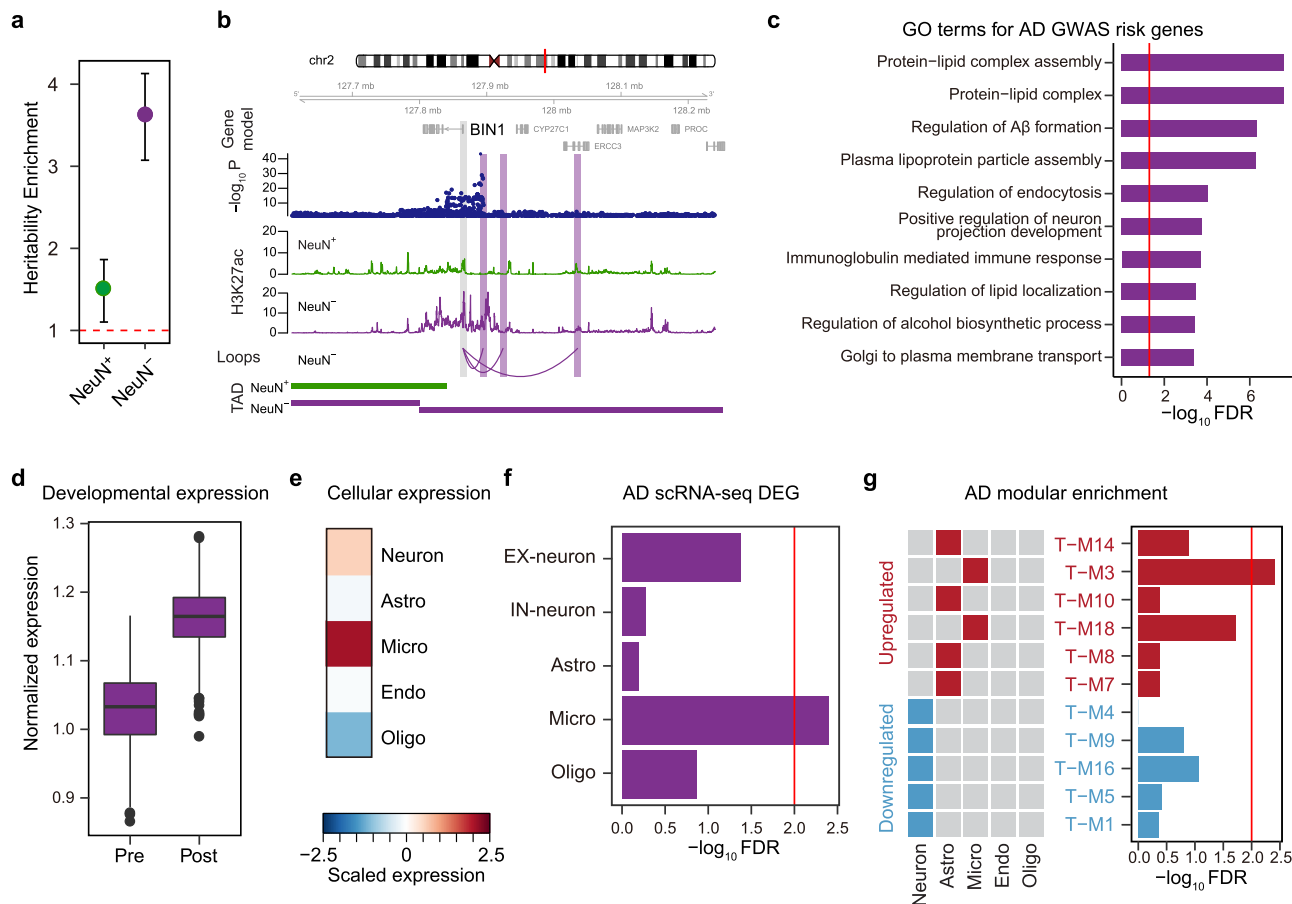 a
Heritability Enrichment
4
3
2
1
NeuN⁺
NeuN⁻
b
chr2
127.7 mb
127.9 mb
128.1 mb
5'
3'
127.8 mb
128 mb
128.2 mb
Gene model
BIN1
CYP27C1
MAP3K2
PROC
ERCC3
−log₁₀ P
40
30
20
10
H3K27ac
20
10
0
NeuN⁺
20
10
0
NeuN⁻
Loops
NeuN⁻
TAD
NeuN⁺
NeuN⁻
c
GO terms for AD GWAS risk genes
Protein−lipid complex assembly
Protein−lipid complex
Regulation of Aβ formation
Plasma lipoprotein particle assembly
Regulation of endocytosis
Positive regulation of neuron
projection development
Immunoglobulin mediated immune response
Regulation of lipid localization
Regulation of alcohol biosynthetic process
Golgi to plasma membrane transport
0 2 4 6
−log₁₀ FDR
d
Developmental expression
Normalized expression
1.3
1.2
1.1
1.0
0.9
Pre Post
e
Cellular expression
Neuron
Astro
Micro
Endo
Oligo
−2.5 0 2.5
Scaled expression
f
AD scRNA-seq DEG
EX−neuron
IN−neuron
Astro
Micro
Oligo
0.0 0.5 1.0 1.5 2.0 2.5
−log₁₀ FDR
g
AD modular enrichment
Upregulated
Downregulated
T−M14
T−M3
T−M10
T−M18
T−M8
T−M7
T−M4
T−M9
T−M16
T−M5
T−M1
Neuron
Astro
Micro
Endo
Oligo
0.0 0.5 1.0 1.5 2.0 2.5
−log₁₀ FDR